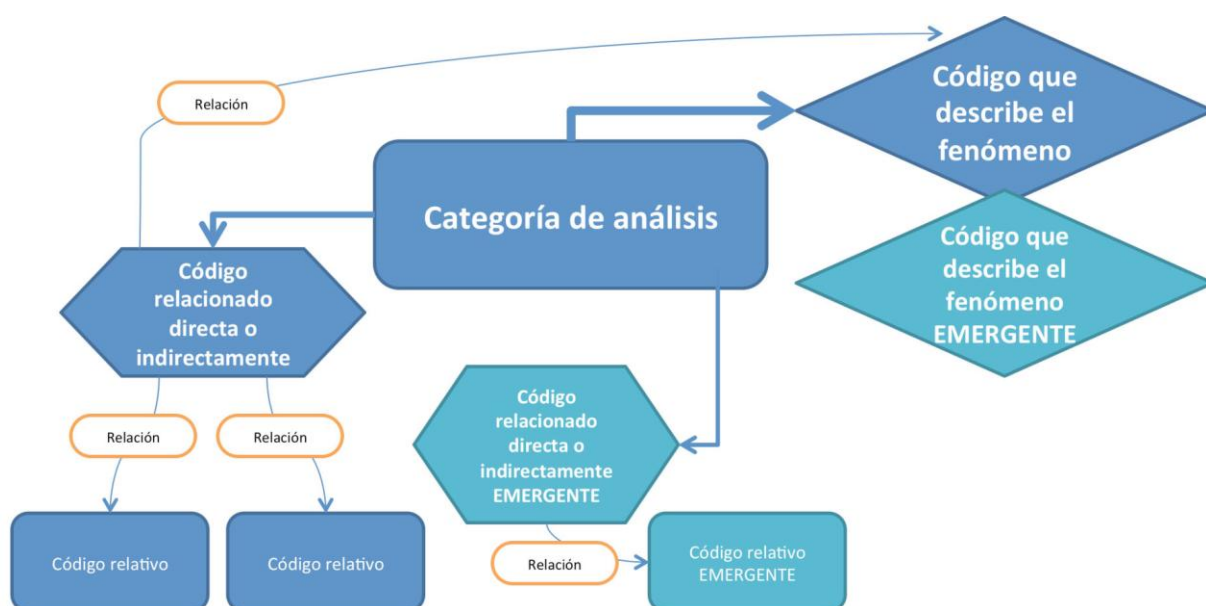 Relación
Código que
describe el
fenómeno
Categoría de análisis
Código que
describe el
fenómeno
EMERGENTE
Código
relacionado
directa o
indirectamente
Relación
Relación
Código
relacionado
directa o
indirectamente
EMERGENTE
Código relativo
Código relativo
Relación
Código relativo
EMERGENTE